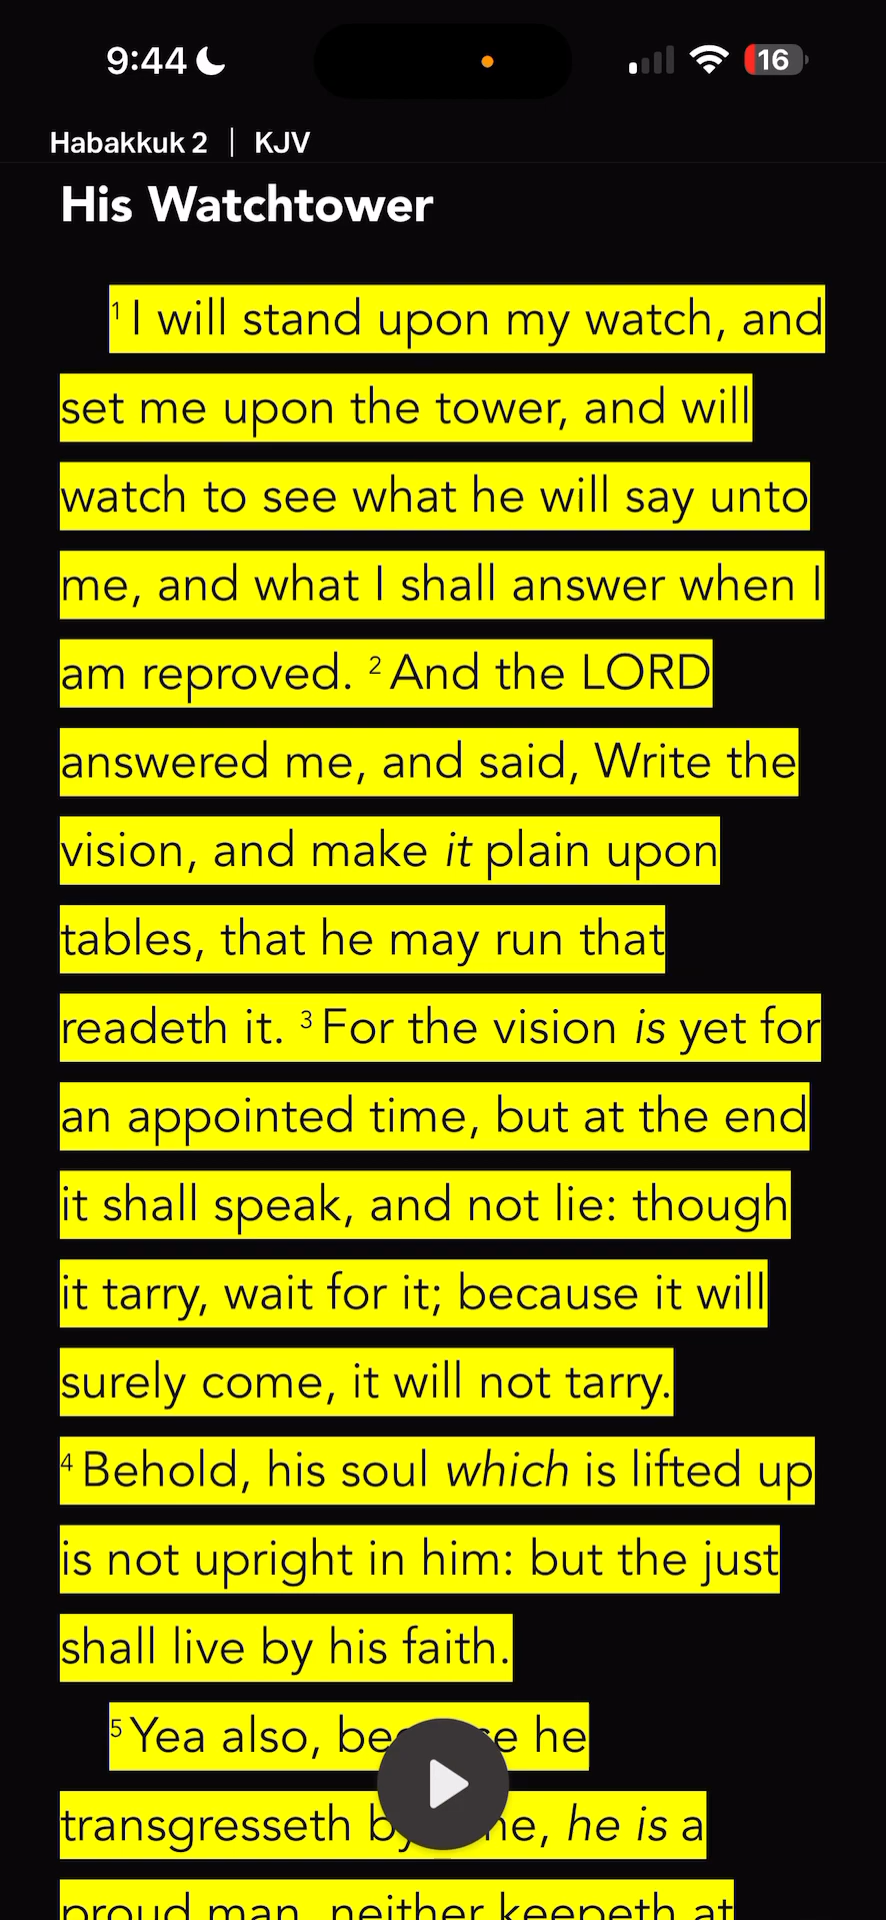 9:44
16
Habakkuk 2 | KJV
His Watchtower
1 I will stand upon my watch, and
set me upon the tower, and will
watch to see what he will say unto
me, and what I shall answer when I
am reproved. 2 And the LORD
answered me, and said, Write the
vision, and make it plain upon
tables, that he may run that
readeth it. 3 For the vision is yet for
an appointed time, but at the end
it shall speak, and not lie: though
it tarry, wait for it; because it will
surely come, it will not tarry.
4 Behold, his soul which is lifted up
is not upright in him: but the just
shall live by his faith.
5 Yea also, he
transgresseth he is a
proud man, neither keepeth at